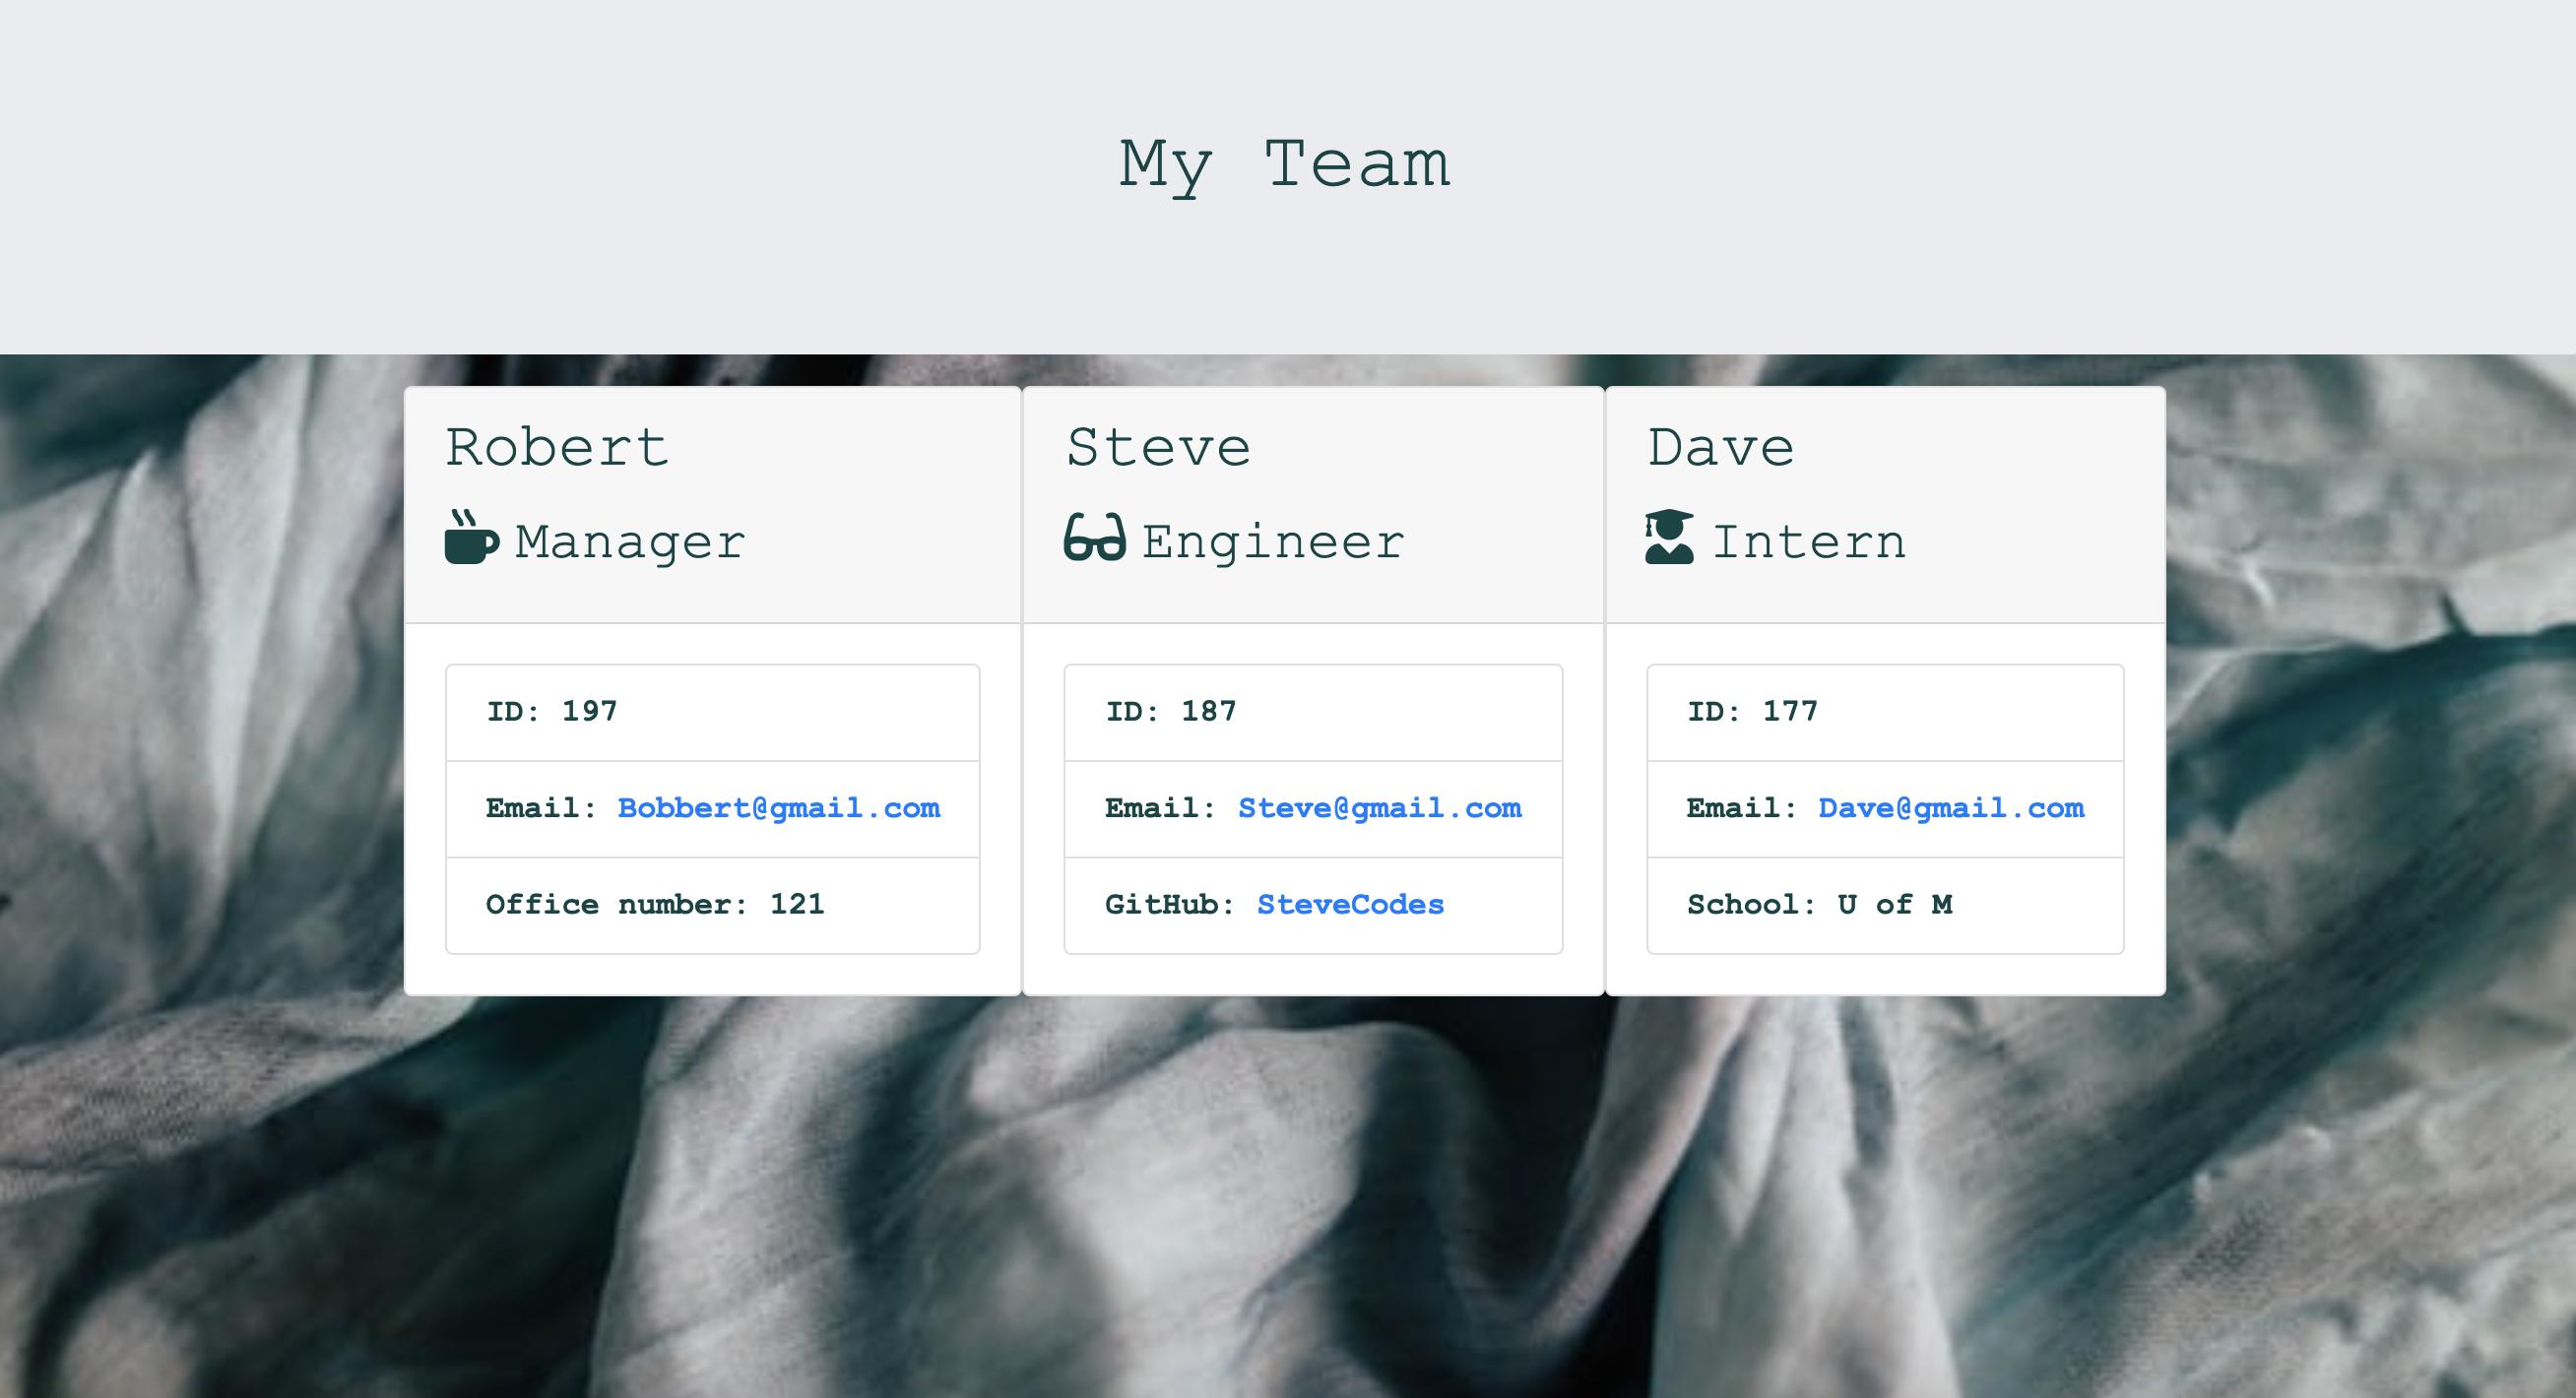 My Team
Robert
Manager
ID: 197
Email: Bobbert@gmail.com
Office number: 121
Steve
Engineer
ID: 187
Email: Steve@gmail.com
GitHub: SteveCodes
Dave
Intern
ID: 177
Email: Dave@gmail.com
School: U of M